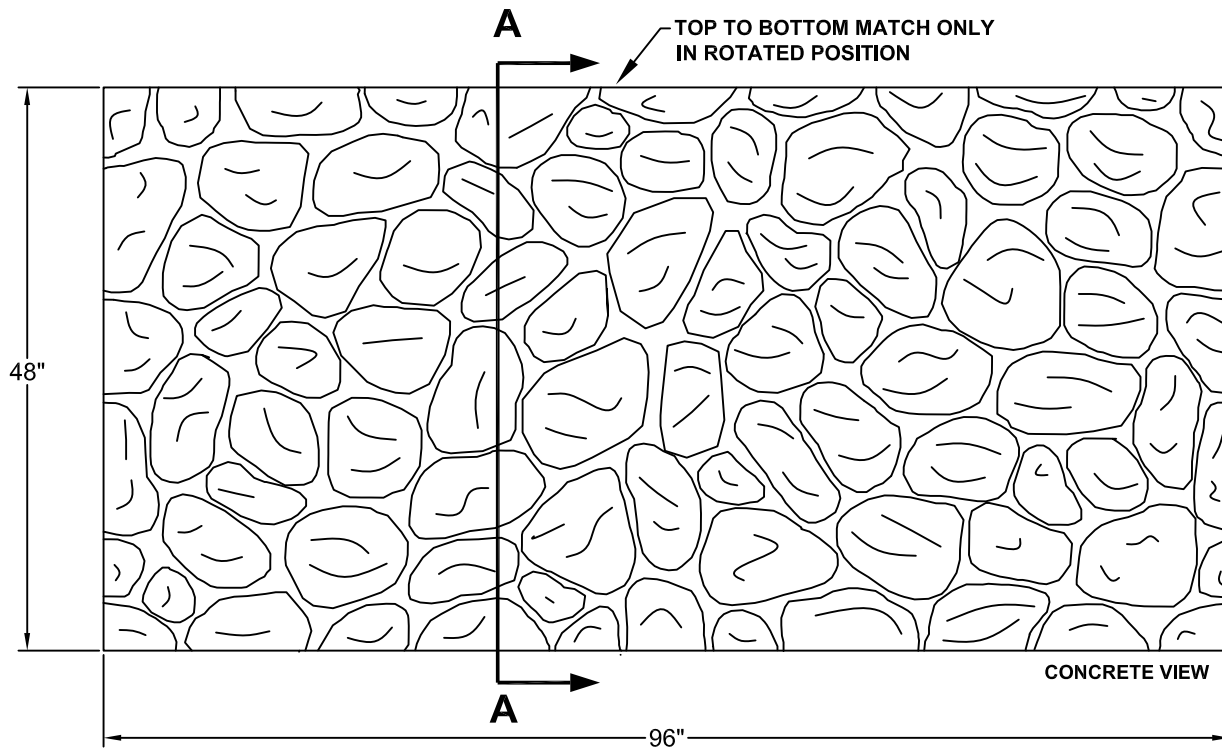 A
TOP TO BOTTOM MATCH ONLY
IN ROTATED POSITION
48"
CONCRETE VIEW
A
96"